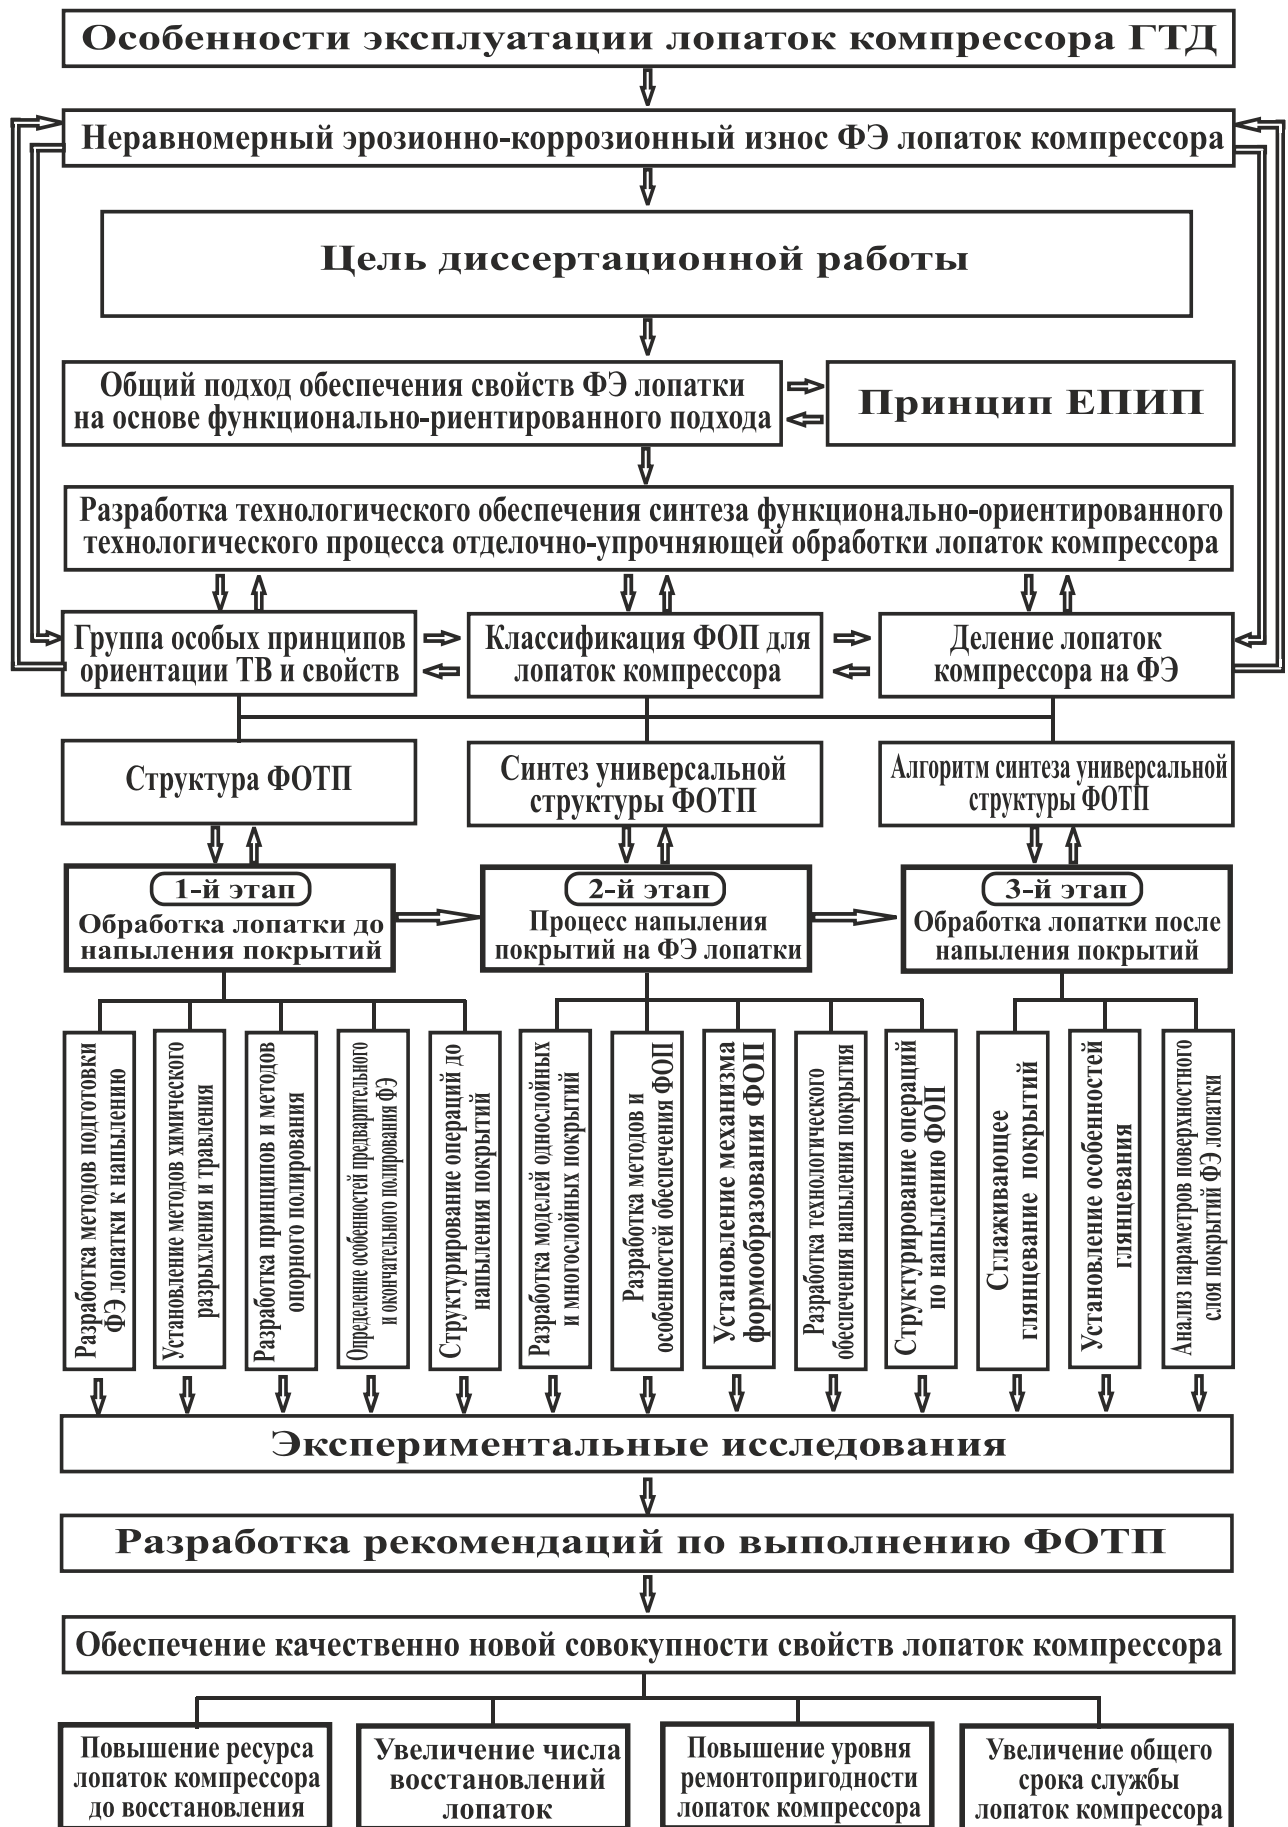 Особенности эксплуатации лопаток компрессора ГТД
Неравномерный эрозионно-коррозионный износ ФЭ лопаток компрессора
Цель диссертационной работы
Общий подход обеспечения свойств ФЭ лопатки
на основе функционально-риентированного подхода
Принцип ЕПИП
Разработка технологического обеспечения синтеза функционально-ориентированного
технологического процесса отделочно-упрочняющей обработки лопаток компрессора
Группа особых принципов
ориентации ТВ и свойств
Классификация ФОП для
лопаток компрессора
Деление лопаток
компрессора на ФЭ
Структура ФОТП
Синтез универсальной
структуры ФОТП
Алгоритм синтеза универсальной
структуры ФОТП
1-й этап
Обработка лопатки до
напыления покрытий
2-й этап
Процесс напыления
покрытий на ФЭ лопатки
3-й этап
Обработка лопатки после
напыления покрытий
Разработка методов подготовки
ФЭ лопатки к напылению
Установление методов химического
разрыхления и травления
Разработка принципов и методов
опорного полирования
Определение особенностей предварительного
и окончательного полирования ФЭ
Структурирование операций до
напыления покрытий
Разработка моделей однослойных
и многослойных покрытий
Разработка методов и
особенностей обеспечения ФОП
Установление механизма
формообразования ФОП
Разработка технологического
обеспечения напыления покрытия
Структурирование операций
по напылению ФОП
Сглаживающее
глянцевание покрытий
Установление особенностей
глянцевания
Анализ параметров поверхностного
слоя покрытий ФЭ лопатки
Экспериментальные исследования
Разработка рекомендаций по выполнению ФОТП
Обеспечение качественно новой совокупности свойств лопаток компрессора
Повышение ресурса
лопаток компрессора
до восстановления
Увеличение числа
восстановлений
лопаток
Повышение уровня
ремонтопригодности
лопаток компрессора
Увеличение общего
срока службы
лопаток компрессора